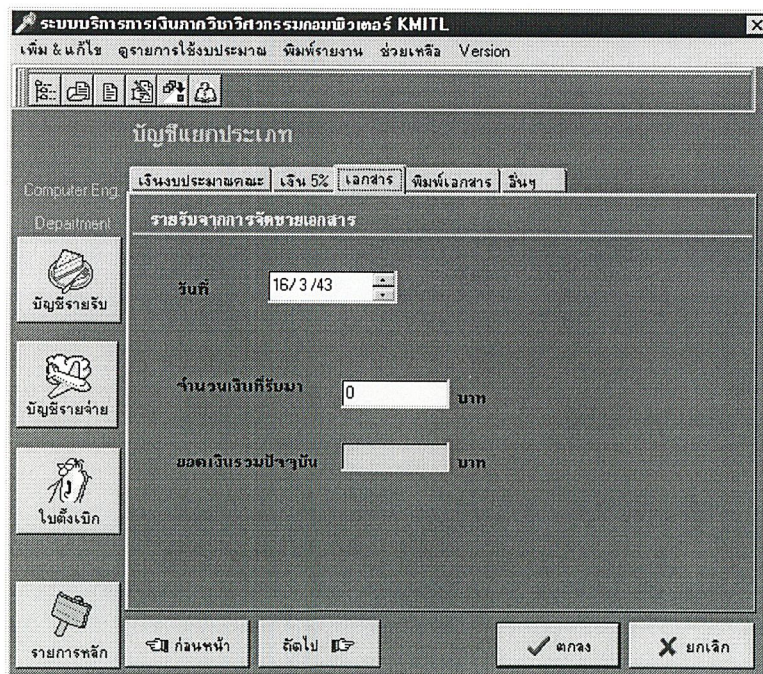 ระบบบริการการเงินภาควิชาวิศวกรรมคอมพิวเตอร์ KMITL
เพิ่ม & แก้ไข ดูรายการใช้งบประมาณ พิมพ์รายงาน ช่วยเหลือ Version
บัญชีแยกประเภท
เงินงบประมาณคณะ เงิน 5% เอกสาร พิมพ์เอกสาร อื่นๆ
Computer Eng.
Department
รายรับจากการจัดขายเอกสาร
บัญชีรายรับ
วันที่ 16/ 3 /43
บัญชีรายจ่าย
จำนวนเงินที่รับมา 0 บาท
ยอดเงินรวมปัจจุบัน บาท
ใบตั้งเบิก
รายการหลัก
ก่อนหน้า ถัดไป ตกลง ยกเลิก